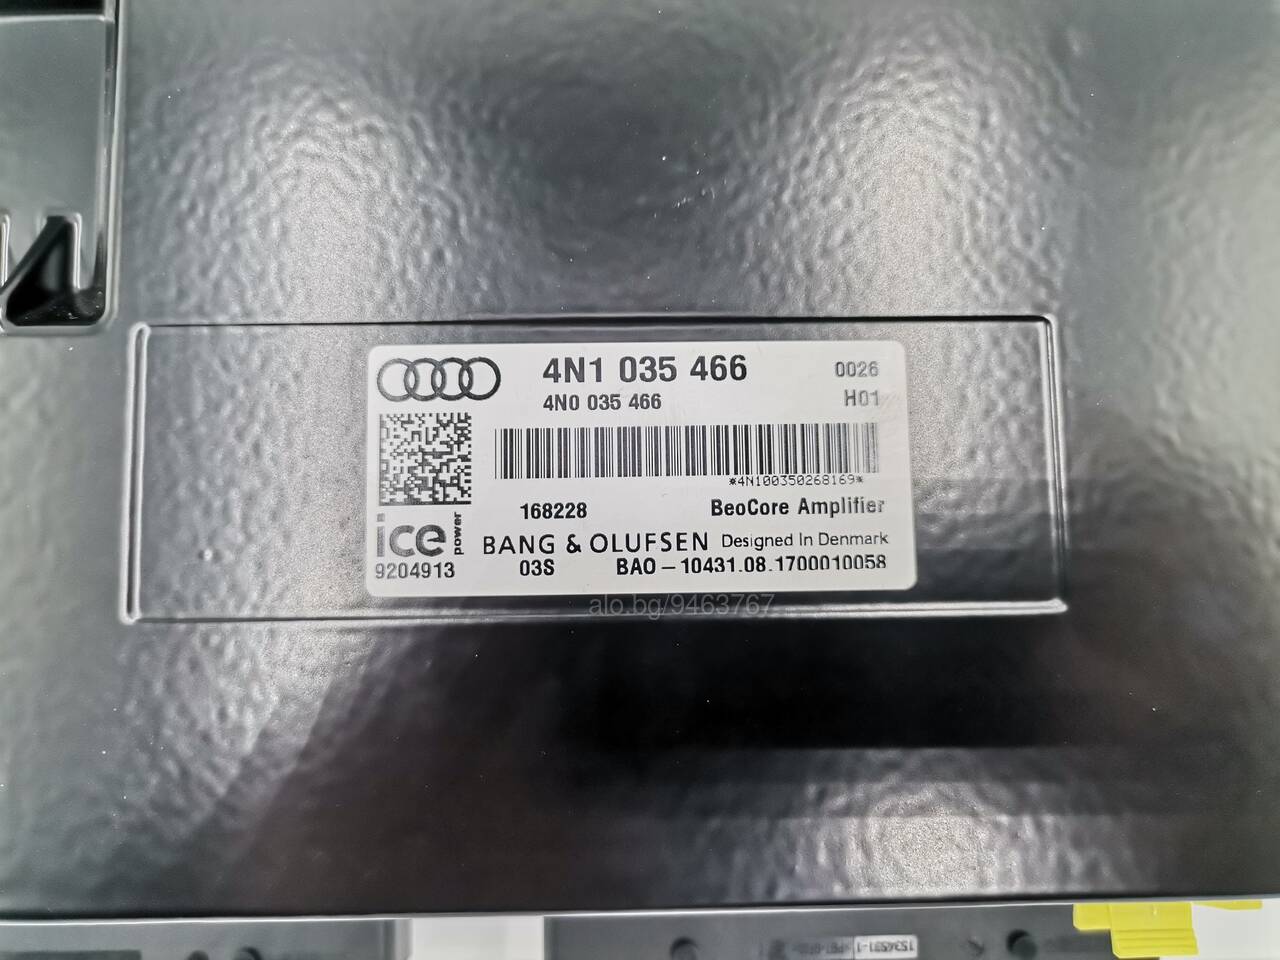 4N1 035 466 0026
4N0 035 466 H01
*4N100350268169*
168228 BeoCore Amplifier
ice power
BANG & OLUFSEN Designed In Denmark
9204913 03S BAO – 10431.08.1700010058
alo.bg/9463767